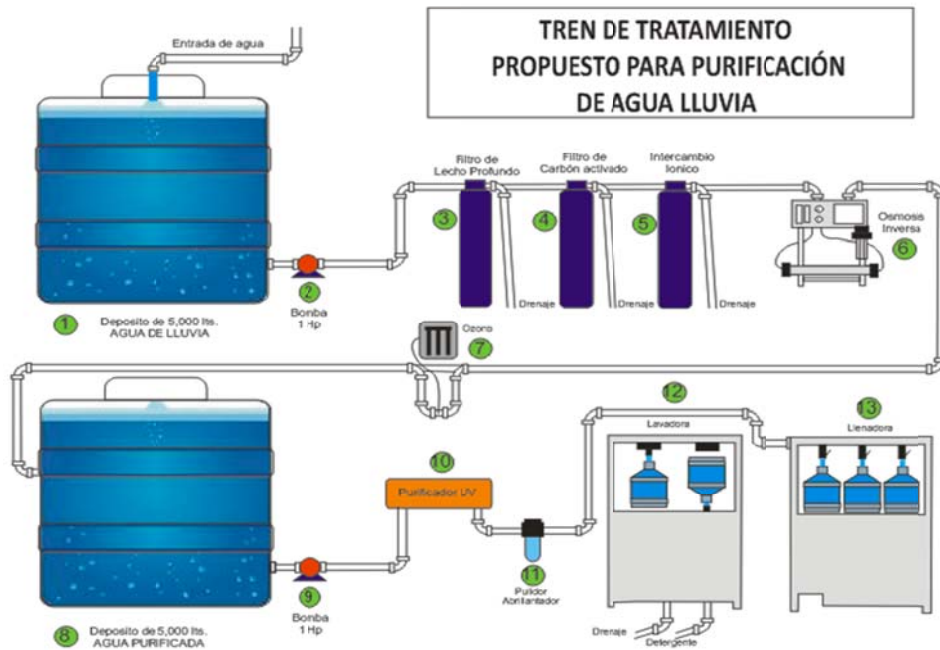 TREN DE TRATAMIENTO
PROPUESTO PARA PURIFICACIÓN
DE AGUA LLUVIA
Entrada de agua
1
Deposito de 5,000 lts.
AGUA DE LLUVIA
2
Bomba
1 Hp
Filtro de
Lecho Profundo
3
Drenaje
Filtro de
Carbón activado
4
Drenaje
Intercambio
Ionico
5
Drenaje
Osmosis
Inversa
6
Ozono
7
8
Deposito de 5,000 lts.
AGUA PURIFICADA
9
Bomba
1 Hp
10
Purificador UV
11
Pulidor
Abrillantador
12
Lavadora
Drenaje
Detergente
13
Llenadora